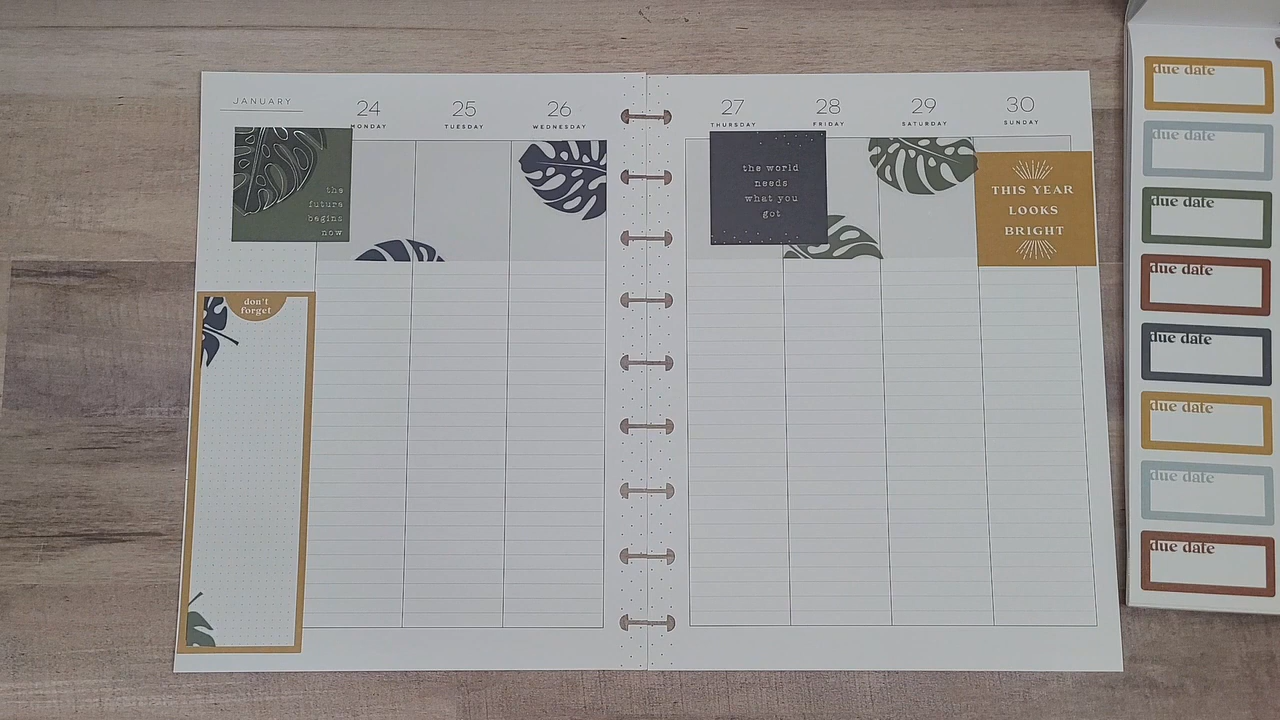 JANUARY
24
MONDAY
25
TUESDAY
26
WEDNESDAY
27
THURSDAY
28
FRIDAY
29
SATURDAY
30
SUNDAY
the
future
begins
now
the world
needs
what you
got
THIS YEAR
LOOKS
BRIGHT
don't
forget
due date
due date
due date
due date
due date
due date
due date
due date